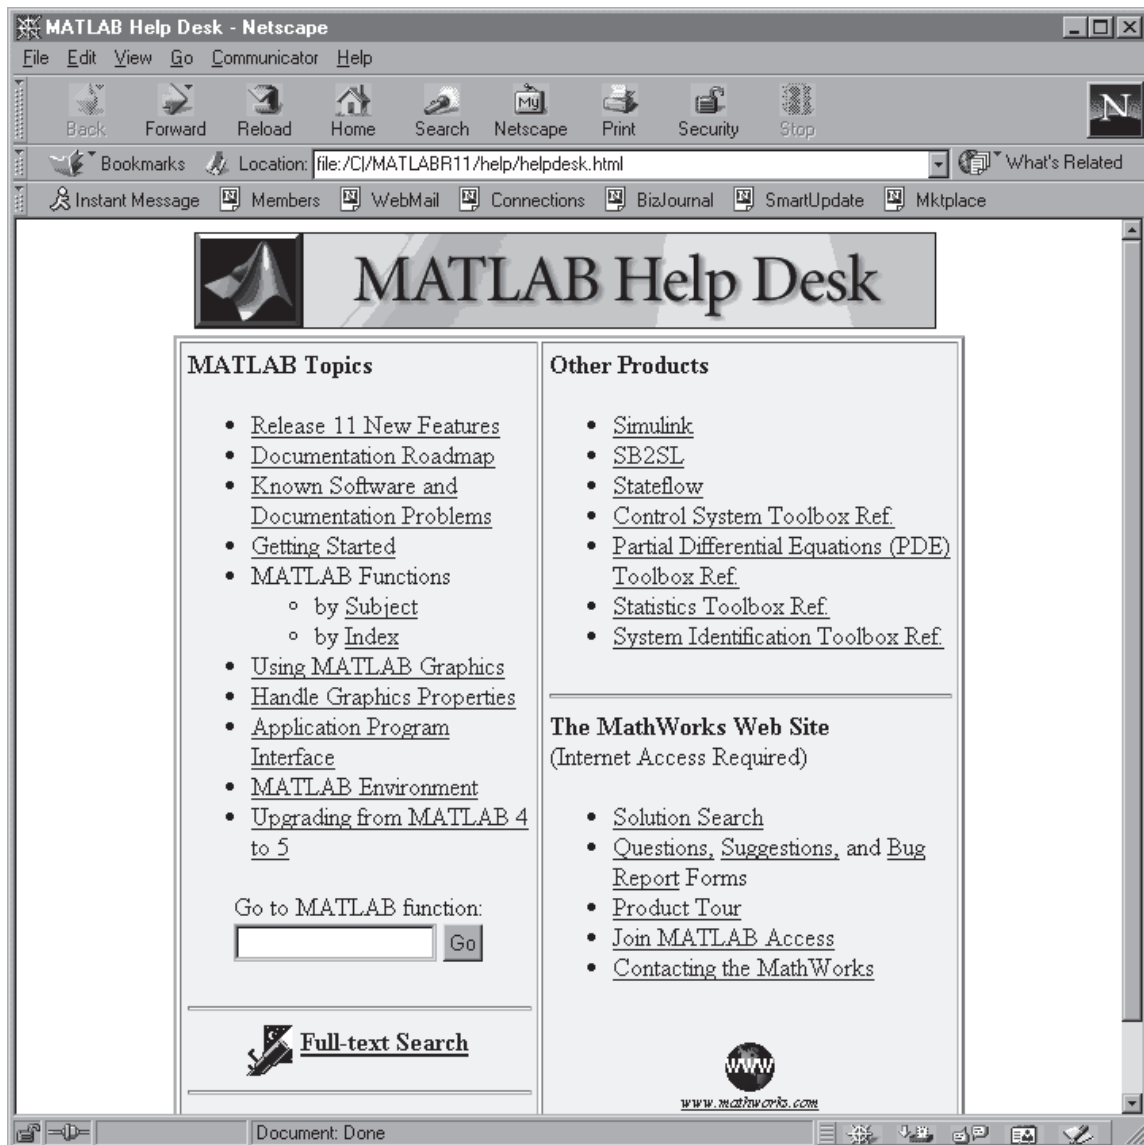 MATLAB Help Desk - Netscape
File Edit View Go Communicator Help
Back Forward Reload Home Search Netscape Print Security Stop
My
N
Bookmarks Location: file:/C|/MATLABR11/help/helpdesk.html What's Related
Instant Message Members WebMail Connections BizJournal SmartUpdate Mktplace
MATLAB Help Desk
MATLAB Topics
Release 11 New Features
Documentation Roadmap
Known Software and
Documentation Problems
Getting Started
MATLAB Functions
by Subject
by Index
Using MATLAB Graphics
Handle Graphics Properties
Application Program
Interface
MATLAB Environment
Upgrading from MATLAB 4
to 5
Go to MATLAB function:
Go
Full-text Search
Other Products
Simulink
SB2SL
Stateflow
Control System Toolbox Ref.
Partial Differential Equations (PDE)
Toolbox Ref.
Statistics Toolbox Ref.
System Identification Toolbox Ref.
The MathWorks Web Site
(Internet Access Required)
Solution Search
Questions, Suggestions, and Bug
Report Forms
Product Tour
Join MATLAB Access
Contacting the MathWorks
WWW
www.mathworks.com
Document: Done